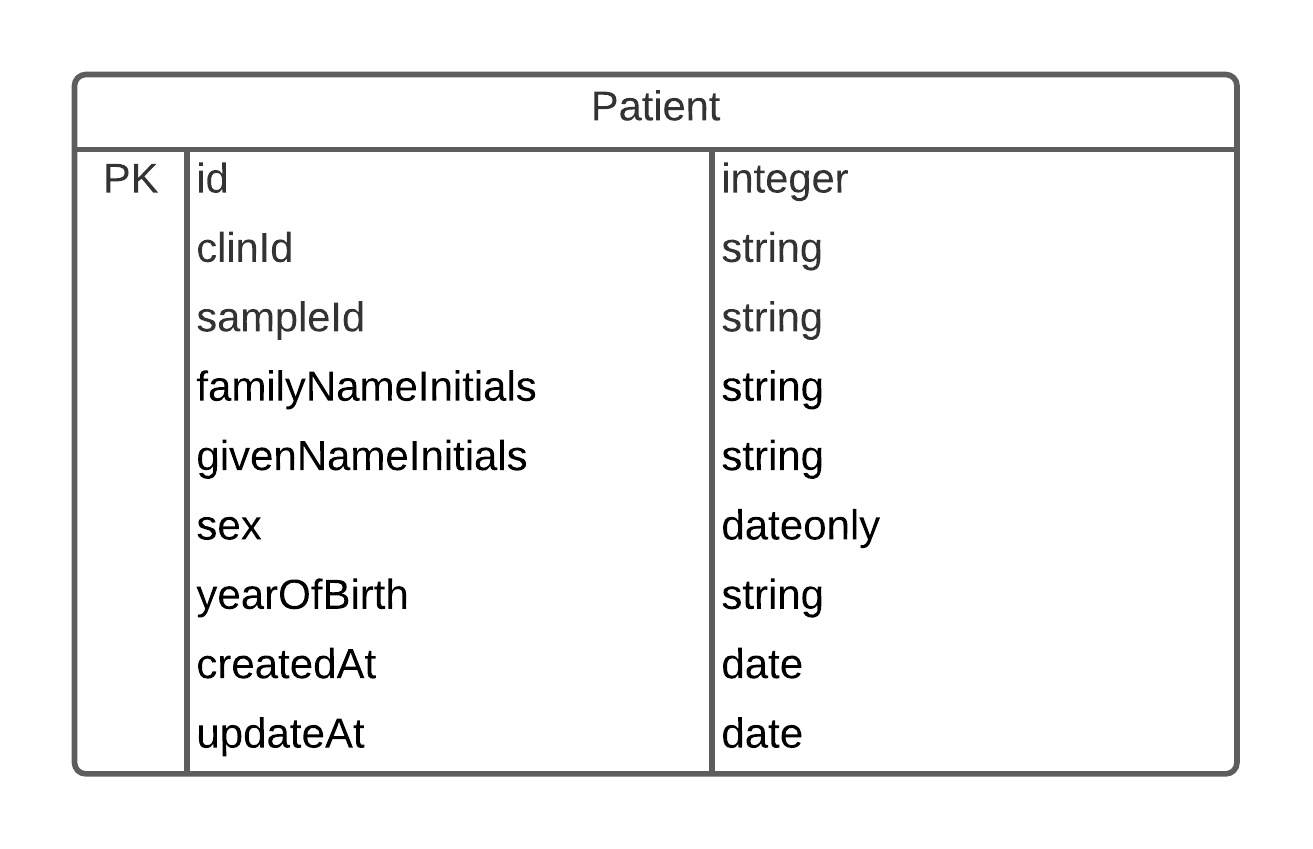 Patient
PK id integer
clinId string
sampleId string
familyNameInitials string
givenNameInitials string
sex dateonly
yearOfBirth string
createdAt date
updateAt date